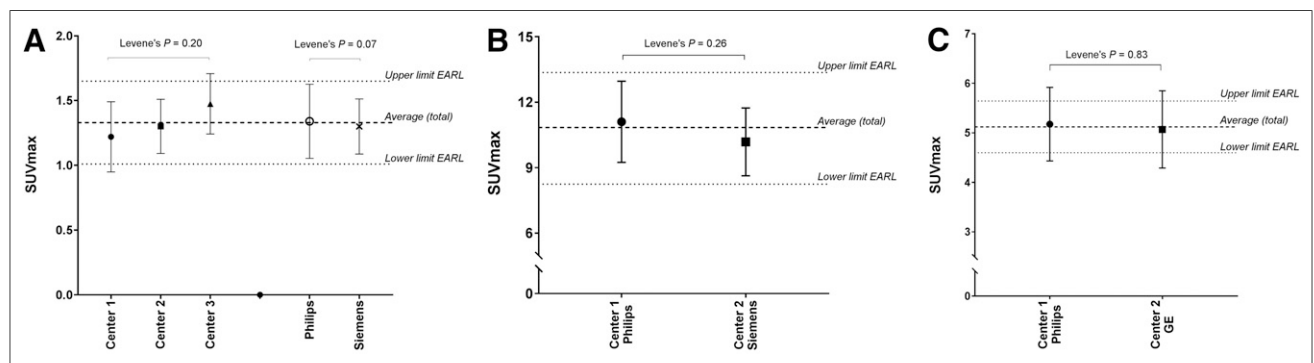 A
SUVmax
2.0
1.5
1.0
0.5
0.0
Levene's P = 0.20
Levene's P = 0.07
Upper limit EARL
Average (total)
Lower limit EARL
Center 1
Center 2
Center 3
Philips
Siemens
B
SUVmax
15
12
9
6
0
Levene's P = 0.26
Upper limit EARL
Average (total)
Lower limit EARL
Center 1
Philips
Center 2
Siemens
C
SUVmax
7
6
5
4
3
2
0
Levene's P = 0.83
Upper limit EARL
Average (total)
Lower limit EARL
Center 1
Philips
Center 2
GE